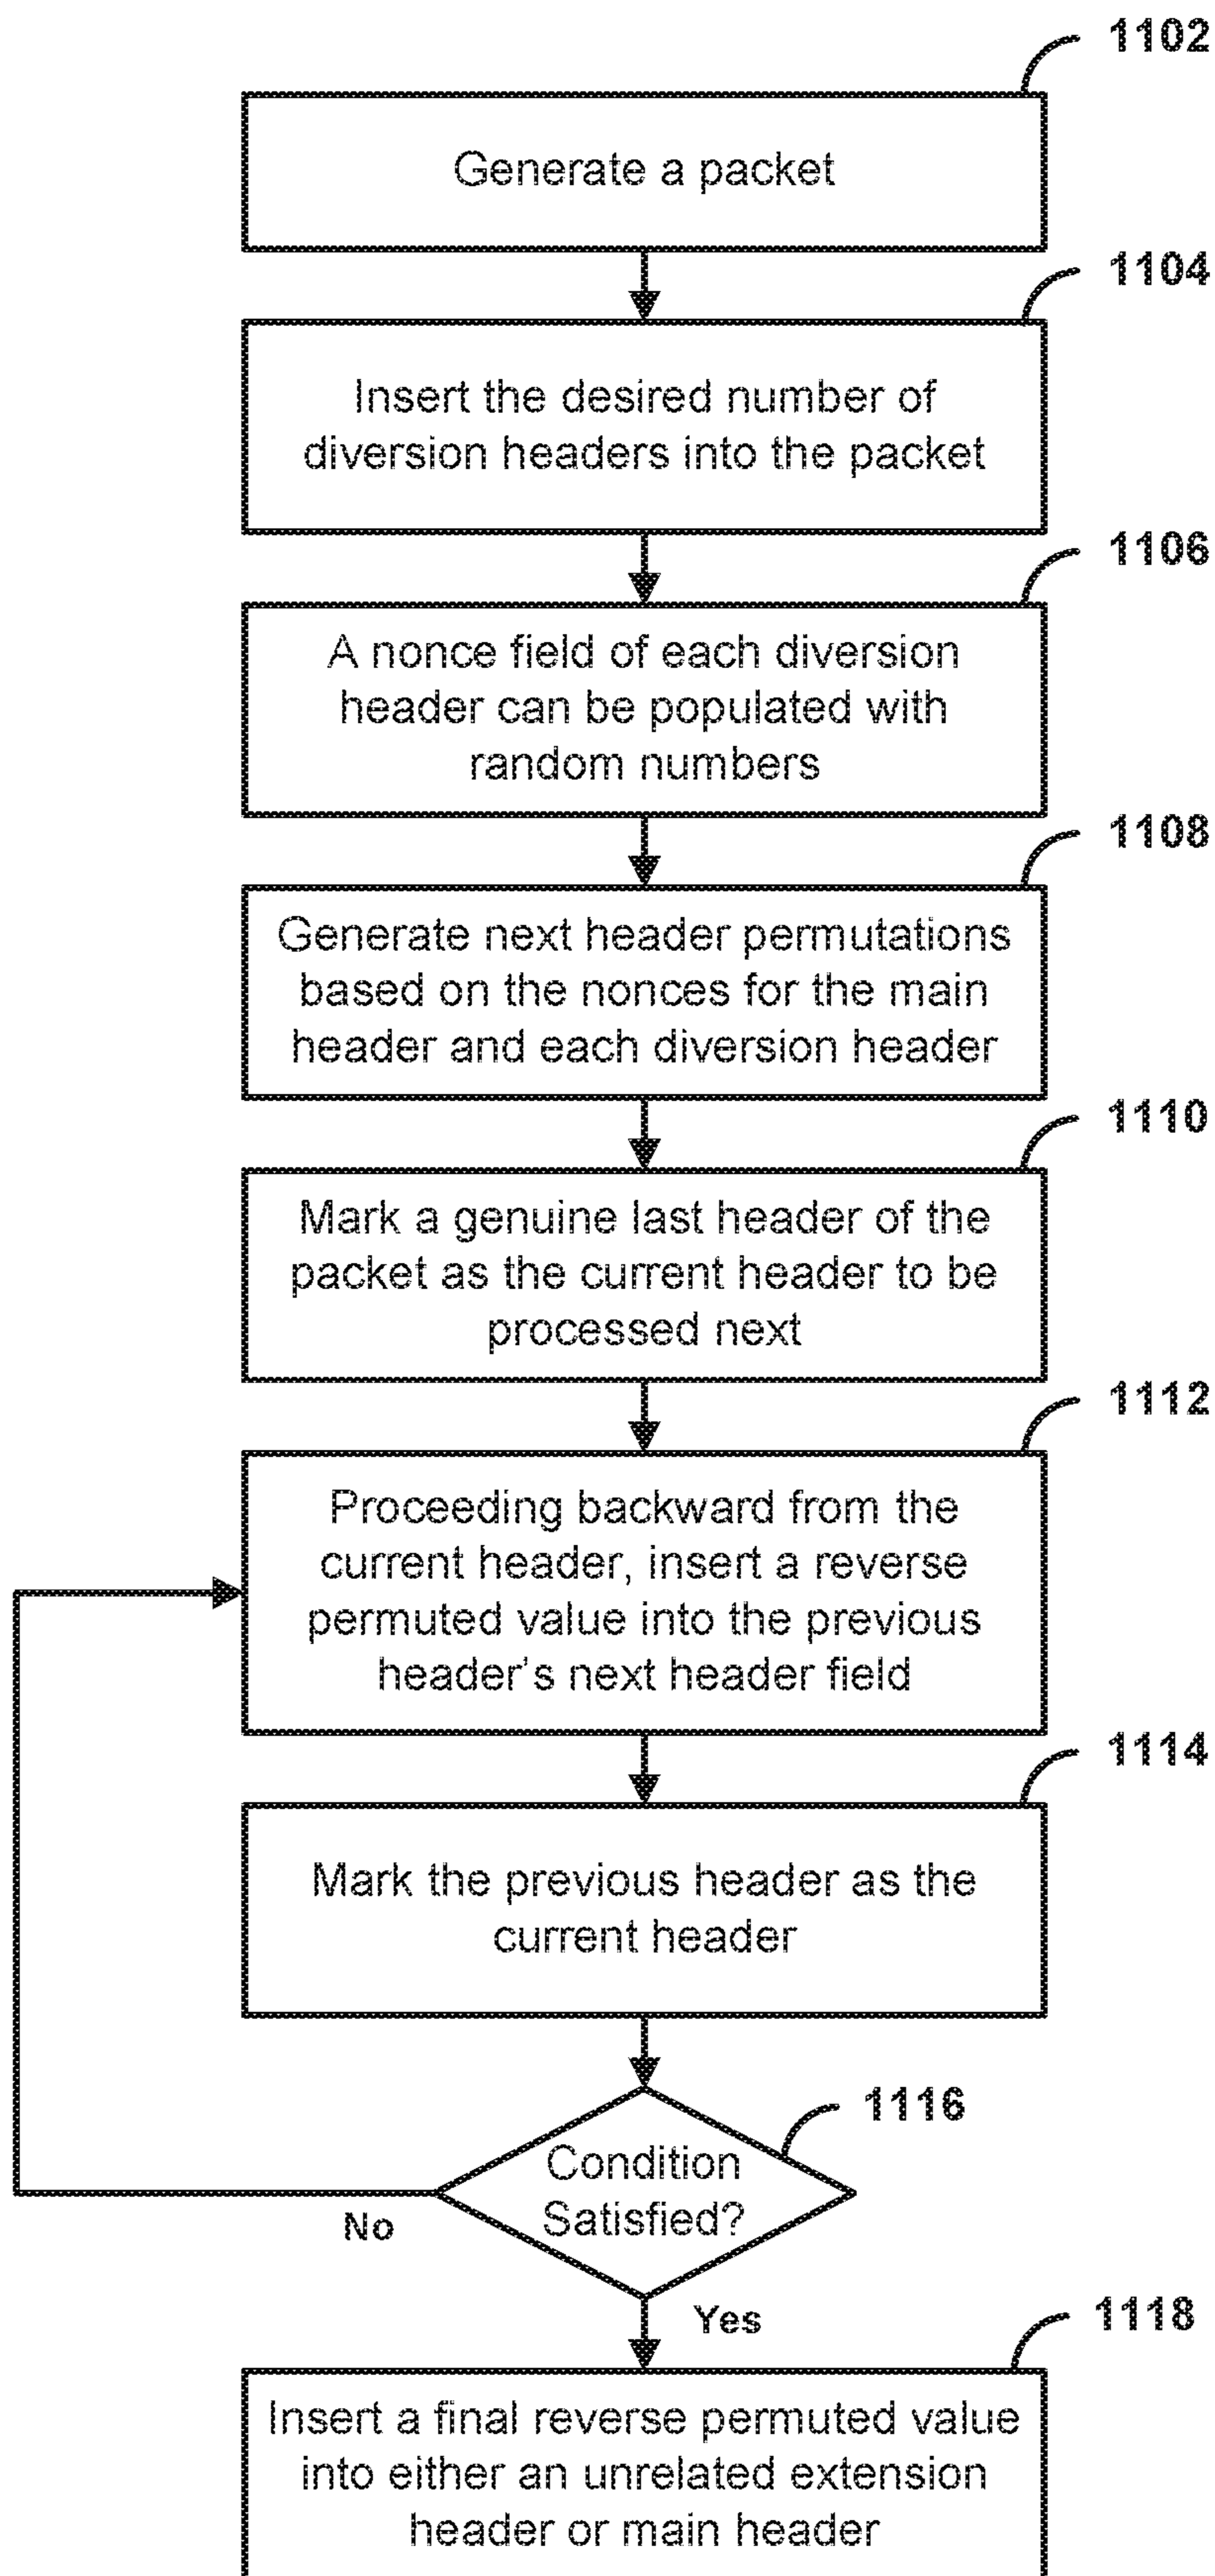 1102
Generate a packet
1104
Insert the desired number of
diversion headers into the packet
1106
A nonce field of each diversion
header can be populated with
random numbers
1108
Generate next header permutations
based on the nonces for the main
header and each diversion header
1110
Mark a genuine last header of the
packet as the current header to be
processed next
1112
Proceeding backward from the
current header, insert a reverse
permuted value into the previous
header's next header field
1114
Mark the previous header as the
current header
1116
Condition
Satisfied?
No
Yes
1118
Insert a final reverse permuted value
into either an unrelated extension
header or main header